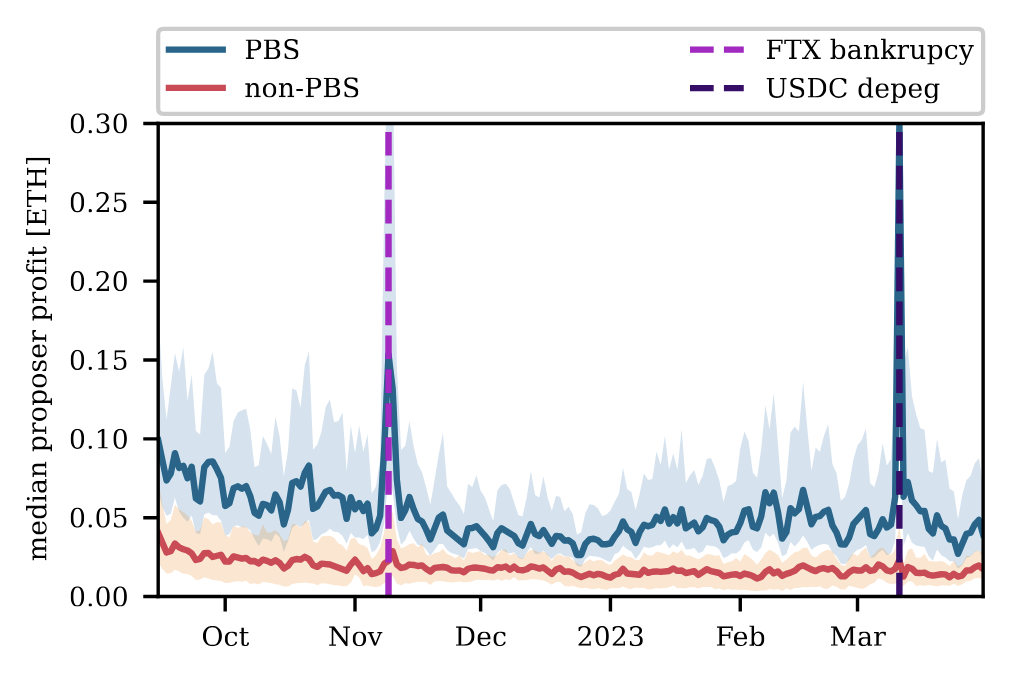 PBS
non-PBS
FTX bankrupcy
USDC depeg
median proposer profit [ETH]
0.30
0.25
0.20
0.15
0.10
0.05
0.00
Oct
Nov
Dec
2023
Feb
Mar